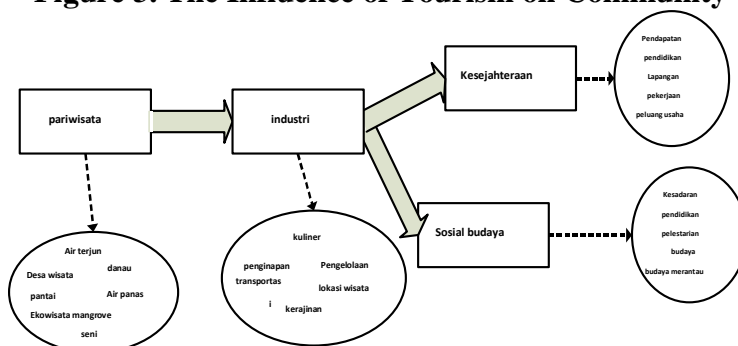 Figure 3. The Influence of Tourism on Community
pariwisata
industri
Kesejahteraan
Sosial budaya
Pendapatan
pendidikan
Lapangan
pekerjaan
peluang usaha
Kesadaran
pendidikan
pelestarian
budaya
budaya merantau
Air terjun
danau
Desa wisata
pantai
Air panas
Ekowisata mangrove
seni
kuliner
penginapan
Pengelolaan
transportas
lokasi wisata
i
kerajinan